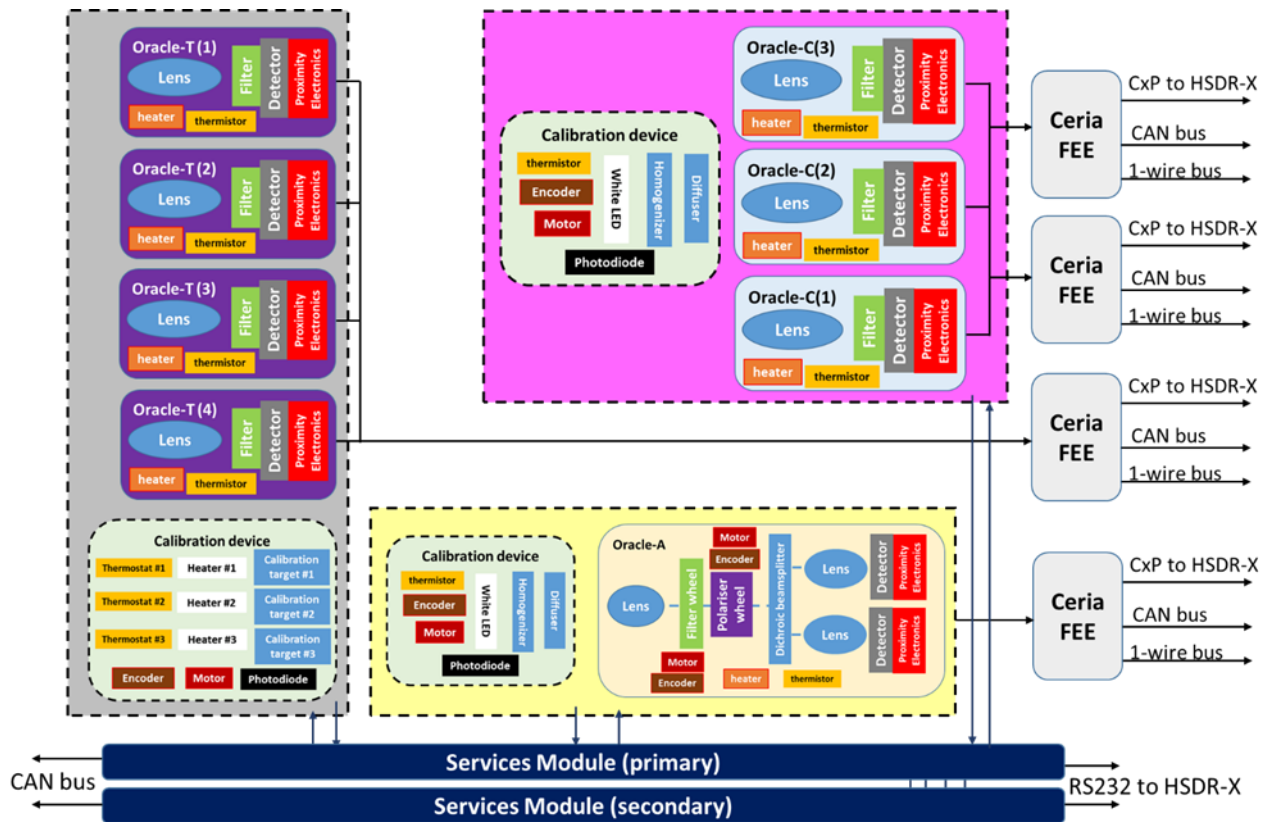 Oracle-T (1)
Lens
Filter
Detector
Proximity
Electronics
heater
thermistor
Oracle-T (2)
Lens
Filter
Detector
Proximity
Electronics
heater
thermistor
Oracle-T (3)
Lens
Filter
Detector
Proximity
Electronics
heater
thermistor
Oracle-T (4)
Lens
Filter
Detector
Proximity
Electronics
heater
thermistor
Calibration device
Thermostat #1
Heater #1
Calibration
target #1
Thermostat #2
Heater #2
Calibration
target #2
Thermostat #3
Heater #3
Calibration
target #3
Encoder
Motor
Photodiode
Calibration device
thermistor
Encoder
Motor
White LED
Homogenizer
Diffuser
Photodiode
Oracle-C(3)
Lens
Filter
Detector
Proximity
Electronics
heater
thermistor
Oracle-C(2)
Lens
Filter
Detector
Proximity
Electronics
heater
thermistor
Oracle-C(1)
Lens
Filter
Detector
Proximity
Electronics
heater
thermistor
Calibration device
thermistor
Encoder
Motor
White LED
Homogenizer
Diffuser
Photodiode
Oracle-A
Lens
Filter wheel
Motor
Encoder
Polariser
wheel
Dichroic beamsplitter
Lens
Detector
Proximity
Electronics
Lens
Detector
Proximity
Electronics
Motor
Encoder
heater
thermistor
Ceria
FEE
CxP to HSDR-X
CAN bus
1-wire bus
Ceria
FEE
CxP to HSDR-X
CAN bus
1-wire bus
Ceria
FEE
CxP to HSDR-X
CAN bus
1-wire bus
Ceria
FEE
CxP to HSDR-X
CAN bus
1-wire bus
Services Module (primary)
CAN bus
RS232 to HSDR-X
Services Module (secondary)